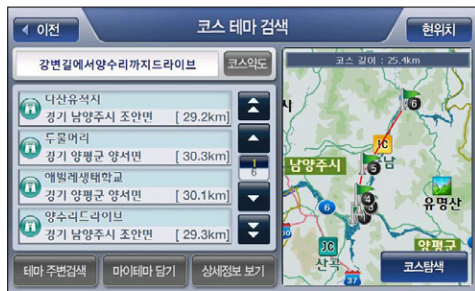 이전
코스 테마 검색
현위치
강변길에서양수리까지드라이브
코스약도
다산유적지
경기 남양주시 조안면 [ 29.2km]
두물머리
경기 양평군 양서면 [ 30.3km]
애벌레생태학교
경기 양평군 양서면 [ 30.1km]
양수리드라이브
경기 남양주시 조안면 [ 29.3km]
1
6
테마 주변검색
마이테마 담기
상세정보 보기
코스 길이 : 25.4km
6
JC
남양주시
남
5
유명산
4
6
양평군
JC
산곡
37
코스탐색